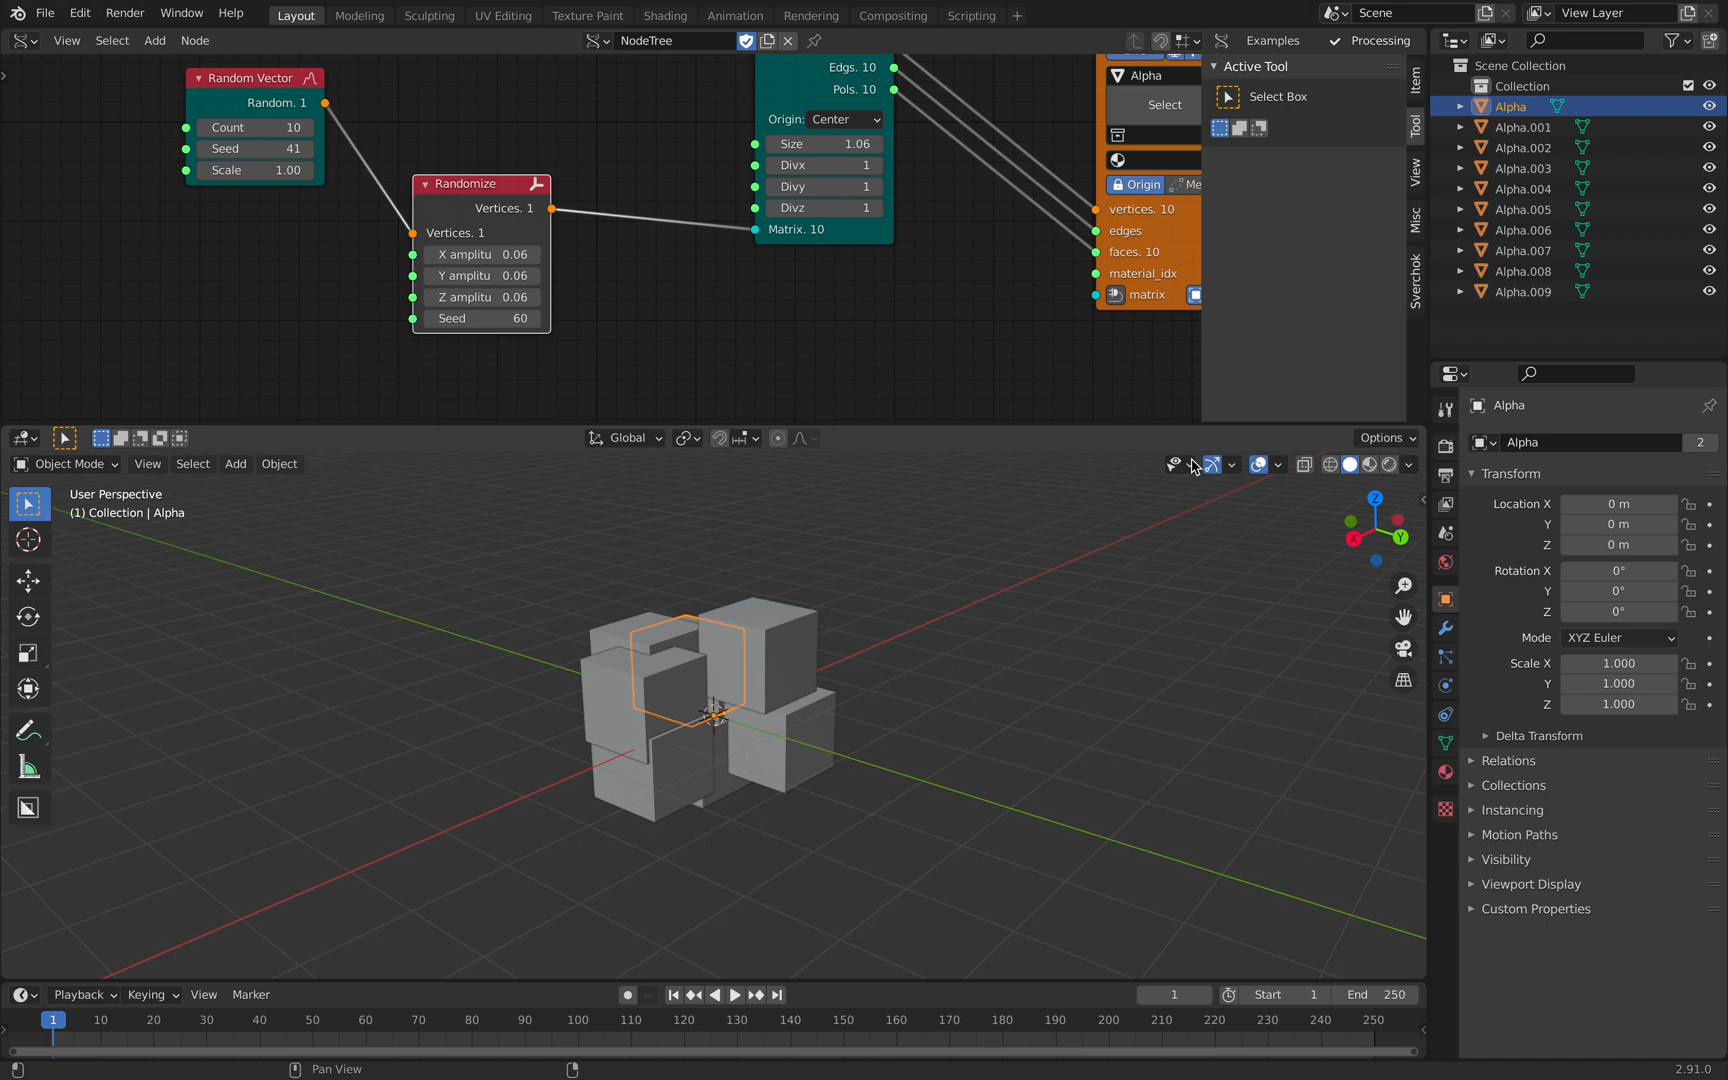 File Edit Render Window Help Layout Modeling Sculpting UV Editing Texture Paint Shading Animation Rendering Compositing Scripting + Scene View Layer
View Select Add Node NodeTree Examples Processing
Random Vector
Random. 1
Count 10
Seed 41
Scale 1.00
Randomize
Vertices. 1
Vertices. 1
X amplitu 0.06
Y amplitu 0.06
Z amplitu 0.06
Seed 60
Edgs. 10
Pols. 10
Origin: Center
Size 1.06
Divx 1
Divy 1
Divz 1
Matrix. 10
Alpha
Select
Origin Me
vertices. 10
edges
faces. 10
material_idx
matrix
Active Tool
Select Box
Item
Tool
View
Misc
Sverchok
Scene Collection
Collection
Alpha
Alpha.001
Alpha.002
Alpha.003
Alpha.004
Alpha.005
Alpha.006
Alpha.007
Alpha.008
Alpha.009
Global Options
Object Mode View Select Add Object
User Perspective
(1) Collection | Alpha
Z
X
Y
Alpha
Alpha 2
Transform
Location X 0 m
Y 0 m
Z 0 m
Rotation X 0°
Y 0°
Z 0°
Mode XYZ Euler
Scale X 1.000
Y 1.000
Z 1.000
Delta Transform
Relations
Collections
Instancing
Motion Paths
Visibility
Viewport Display
Custom Properties
Playback Keying View Marker 1 Start 1 End 250
1 10 20 30 40 50 60 70 80 90 100 110 120 130 140 150 160 170 180 190 200 210 220 230 240 250
Pan View 2.91.0